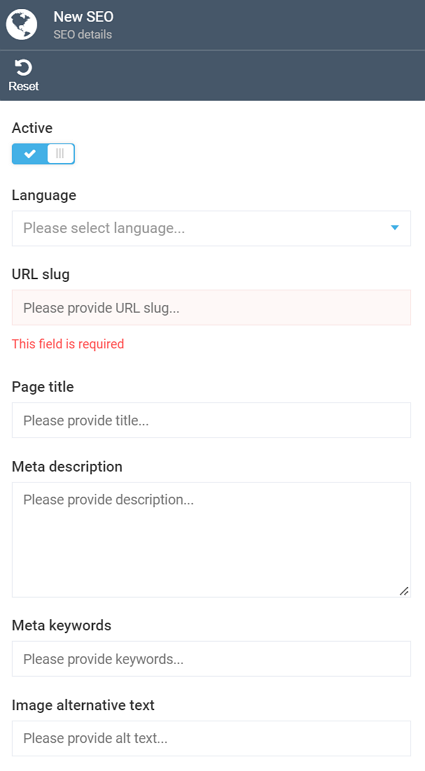 New SEO
SEO details
Reset
Active
Language
Please select language...
URL slug
Please provide URL slug...
This field is required
Page title
Please provide title...
Meta description
Please provide description...
Meta keywords
Please provide keywords...
Image alternative text
Please provide alt text...